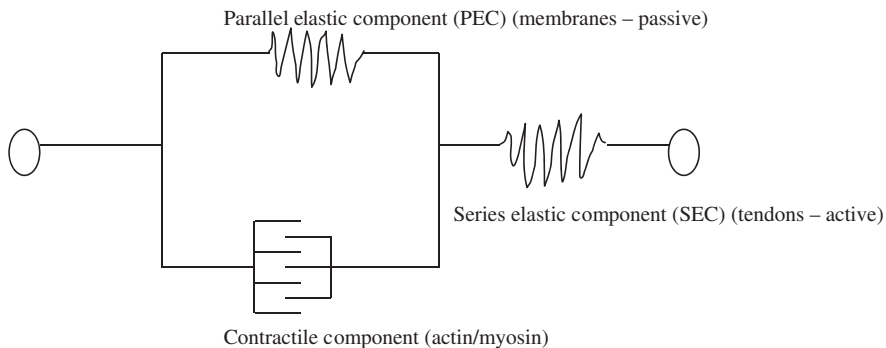 Parallel elastic component (PEC) (membranes – passive)
Series elastic component (SEC) (tendons – active)
Contractile component (actin/myosin)